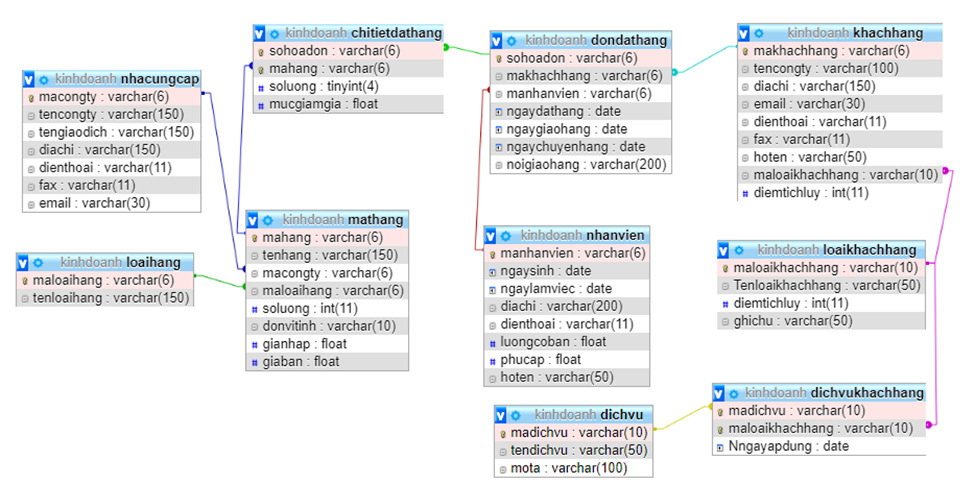 kinhdoanh nhacungcap
macongty : varchar(6)
tencongty : varchar(150)
tengiaodich : varchar(150)
diachi : varchar(150)
dienthoai : varchar(11)
fax : varchar(11)
email : varchar(30)
kinhdoanh loaihang
maloaihang : varchar(6)
tenloaihang : varchar(150)
kinhdoanh chitietdathang
sohoadon : varchar(6)
mahang : varchar(6)
soluong : tinyint(4)
mucgiamgia : float
kinhdoanh mathang
mahang : varchar(6)
tenhang : varchar(150)
macongty : varchar(6)
maloaihang : varchar(6)
soluong : int(11)
donvitinh : varchar(10)
gianhap : float
giaban : float
kinhdoanh dondathang
sohoadon : varchar(6)
makhachhang : varchar(6)
manhanvien : varchar(6)
ngaydathang : date
ngaygiaohang : date
ngaychuyenhang : date
noigiaohang : varchar(200)
kinhdoanh nhanvien
manhanvien : varchar(6)
ngaysinh : date
ngaylamviec : date
diachi : varchar(200)
dienthoai : varchar(11)
luongcoban : float
phucap : float
hoten : varchar(50)
kinhdoanh dichvu
madichvu : varchar(10)
tendichvu : varchar(50)
mota : varchar(100)
kinhdoanh khachhang
makhachhang : varchar(6)
tencongty : varchar(100)
diachi : varchar(150)
email : varchar(30)
dienthoai : varchar(11)
fax : varchar(11)
hoten : varchar(50)
maloaikhachhang : varchar(10)
diemtichluy : int(11)
kinhdoanh loaikhachhang
maloaikhachhang : varchar(10)
Tenloaikhachhang : varchar(50)
diemtichluy : int(11)
ghichu : varchar(50)
kinhdoanh dichvukhachhang
madichvu : varchar(10)
maloaikhachhang : varchar(10)
Nngayapdung : date